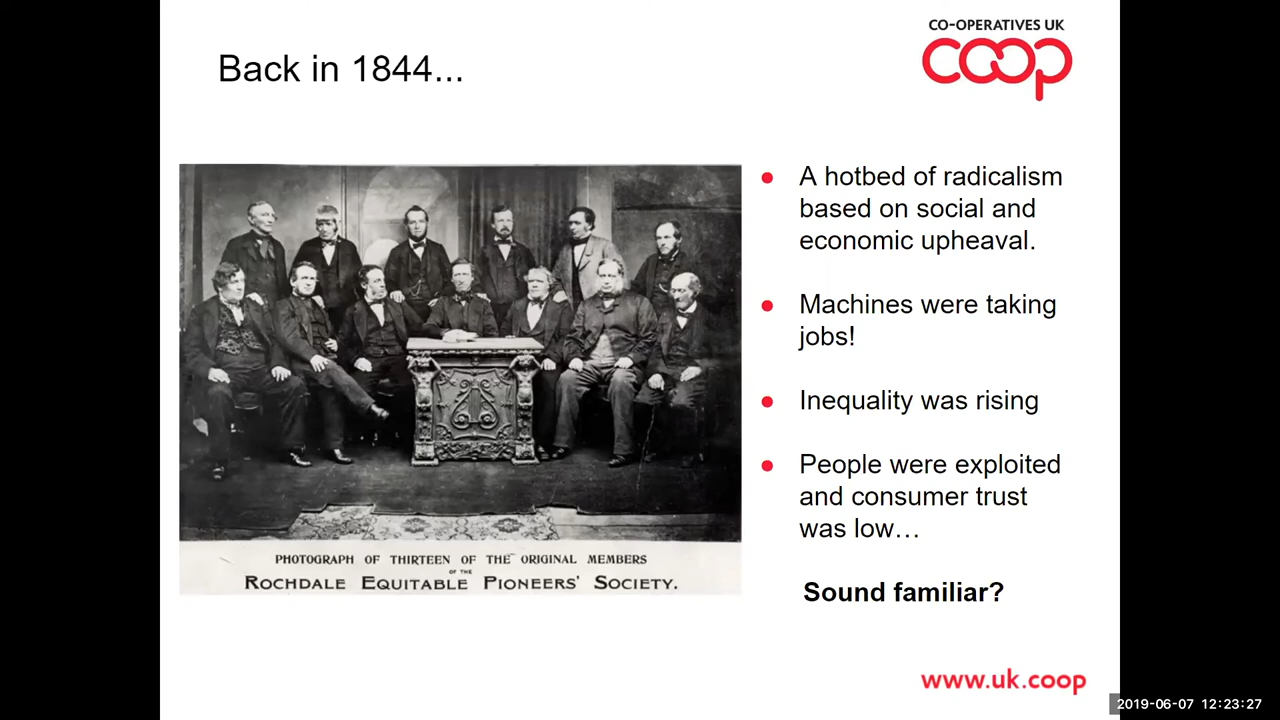 Back in 1844...
CO-OPERATIVES UK
coop
A hotbed of radicalism
based on social and
economic upheaval.
Machines were taking
jobs!
Inequality was rising
People were exploited
and consumer trust
was low…
Sound familiar?
PHOTOGRAPH OF THIRTEEN OF THE ORIGINAL MEMBERS
OF THE
ROCHDALE EQUITABLE PIONEERS' SOCIETY.
www.uk.coop
2019-06-07 12:23:27